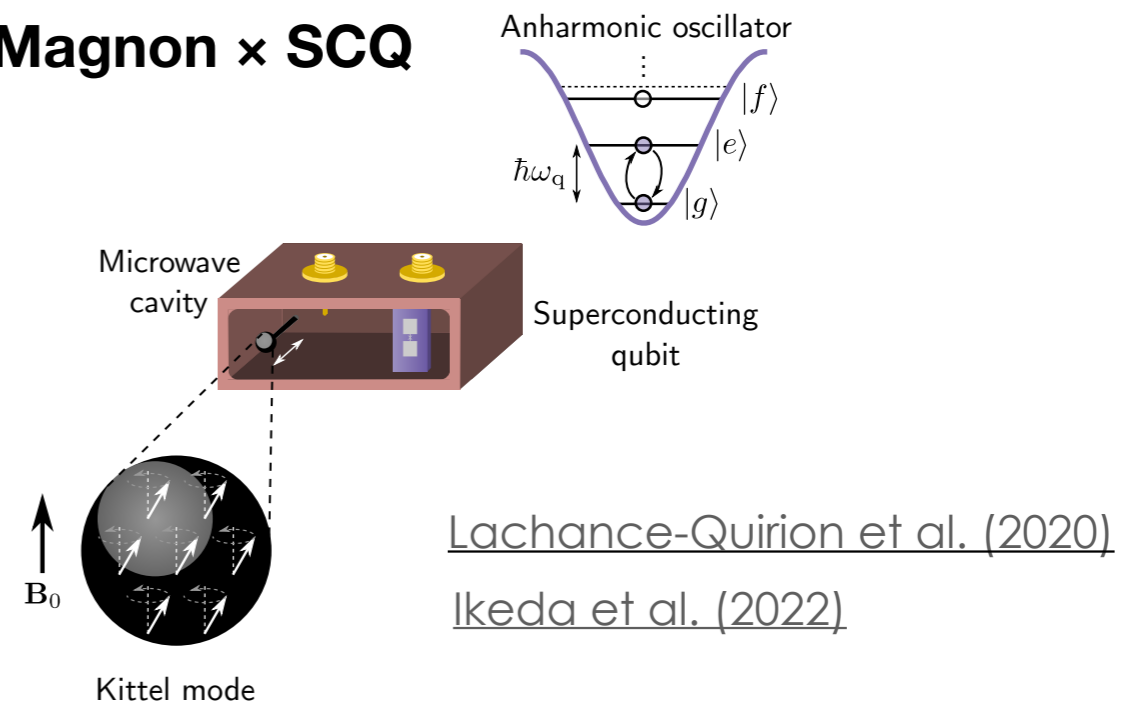 Magnon × SCQ
Anharmonic oscillator
|f⟩
|e⟩
ħω_q
|g⟩
Microwave
cavity
Superconducting
qubit
B₀
Kittel mode
Lachance-Quirion et al. (2020)
Ikeda et al. (2022)